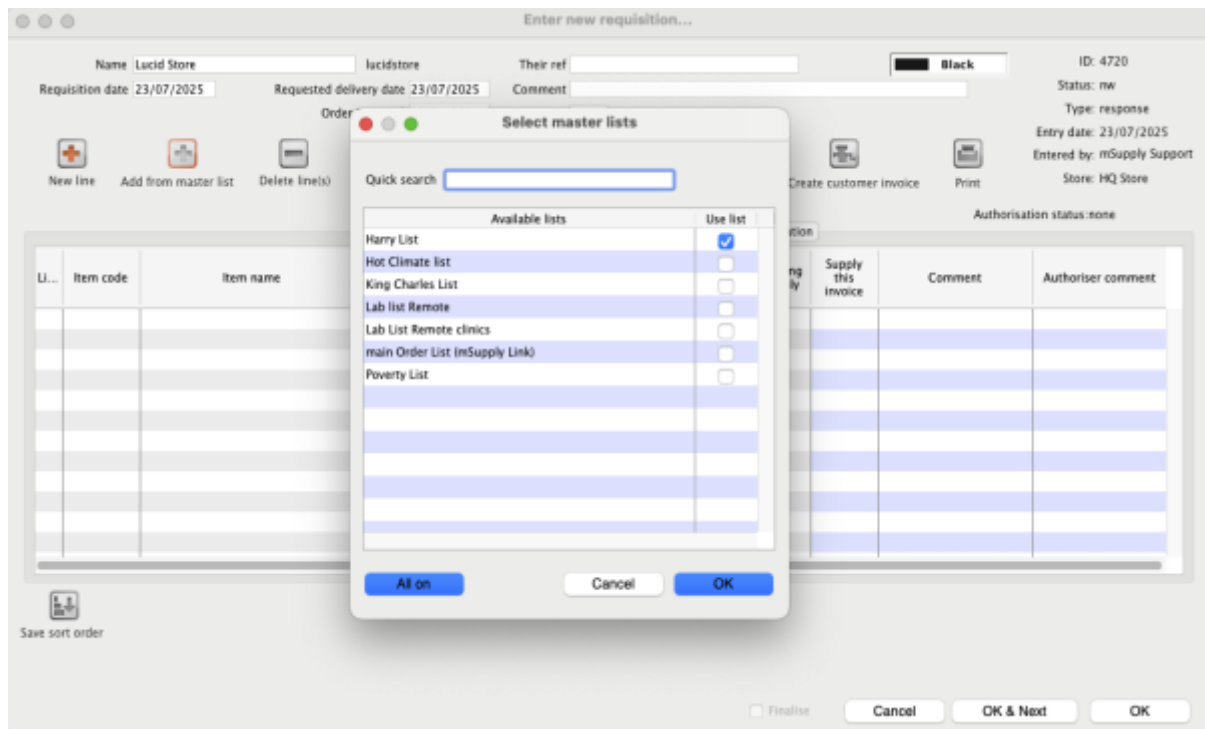 Enter new requisition...
Name Lucid Store lucidstore Their ref Black ID: 4720
Requisition date 23/07/2025 Requested delivery date 23/07/2025 Comment Status: nw
Order Type: response
Entry date: 23/07/2025
Entered by: mSupply Support
Store: HQ Store
New line Add from master list Delete line(s) Create customer invoice Print
Authorisation status:none
Select master lists
Quick search
Available lists Use list
Harry List
Hot Climate list
King Charles List
Lab list Remote
Lab List Remote clinics
main Order List (mSupply Link)
Poverty List
All on Cancel OK
Li... Item code Item name Supply this invoice Comment Authoriser comment
Save sort order
Finalise Cancel OK & Next OK